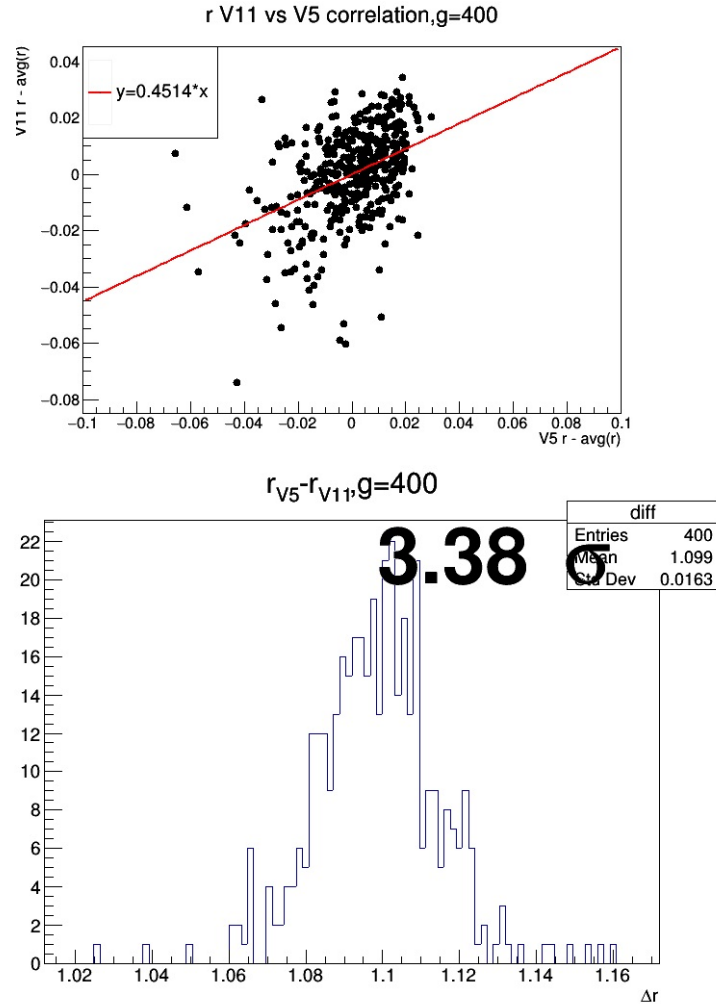 r V11 vs V5 correlation,g=400
V11 r - avg(r)
y=0.4514*x
0.04
0.02
0
−0.02
−0.04
−0.06
−0.08
−0.1 −0.08 −0.06 −0.04 −0.02 0 0.02 0.04 0.06 0.08 0.1
V5 r - avg(r)
r_V5-r_V11,g=400
3.38 σ
diff
Entries 400
Mean 1.099
Std Dev 0.0163
22
20
18
16
14
12
10
8
6
4
2
0
1.02 1.04 1.06 1.08 1.1 1.12 1.14 1.16
Δr